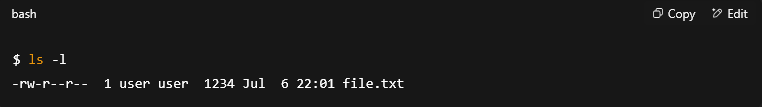 bash
Copy
Edit
$ ls -l
-rw-r--r--  1 user user  1234 Jul  6 22:01 file.txt